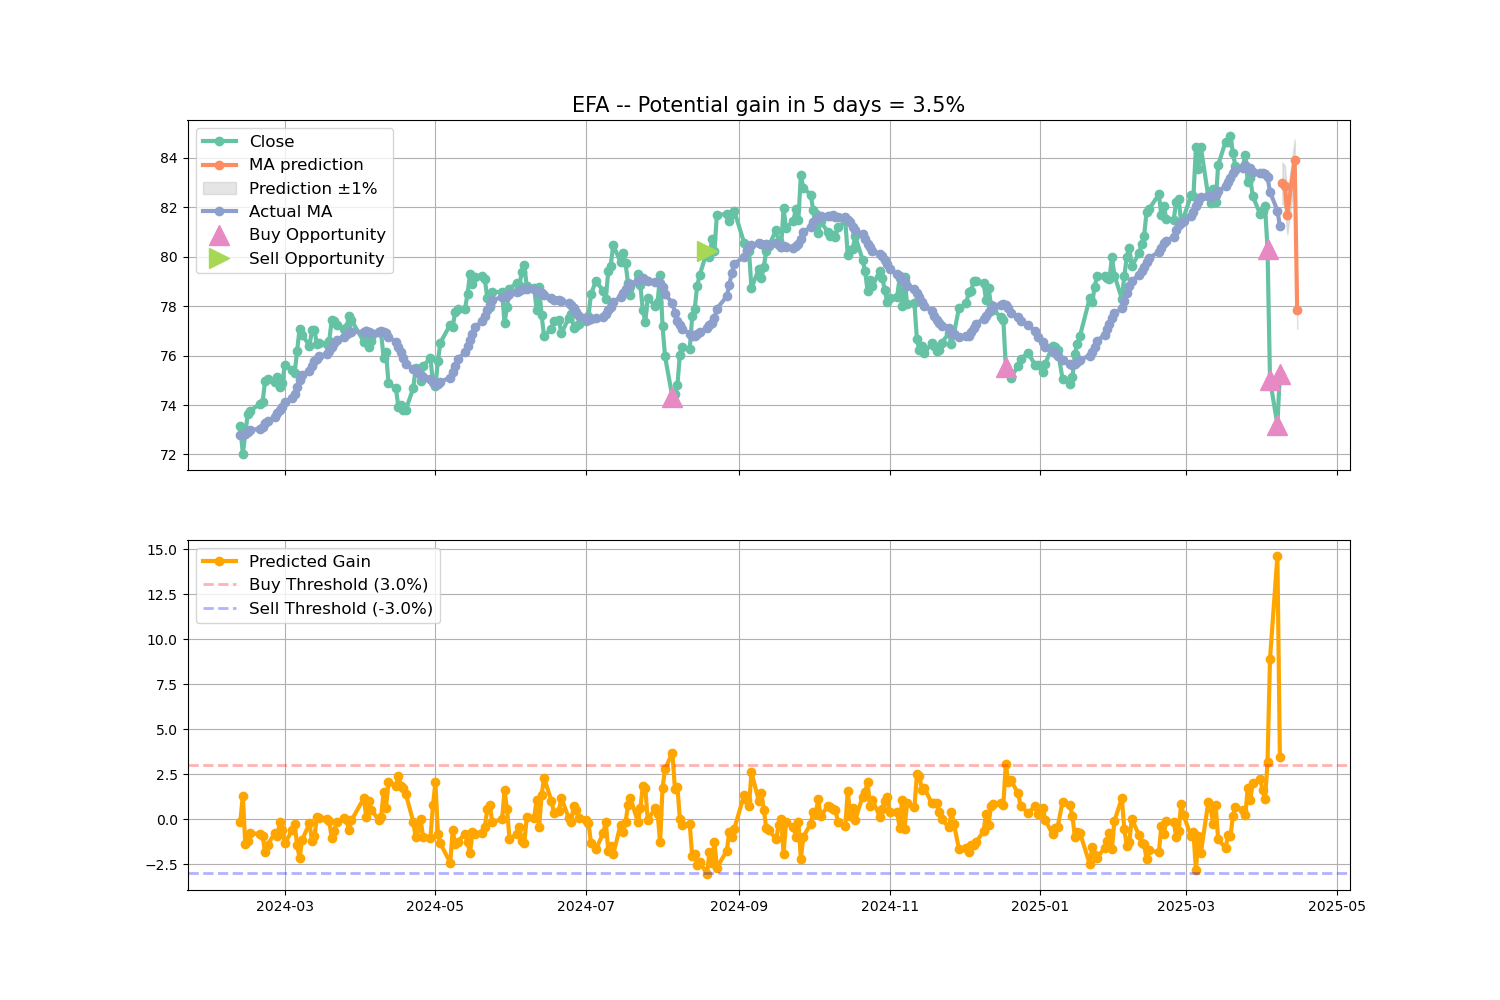 EFA -- Potential gain in 5 days = 3.5%
Close
MA prediction
Prediction ±1%
Actual MA
Buy Opportunity
Sell Opportunity
84
82
80
78
76
74
72
Predicted Gain
Buy Threshold (3.0%)
Sell Threshold (-3.0%)
15.0
12.5
10.0
7.5
5.0
2.5
0.0
−2.5
2024-03 2024-05 2024-07 2024-09 2024-11 2025-01 2025-03 2025-05